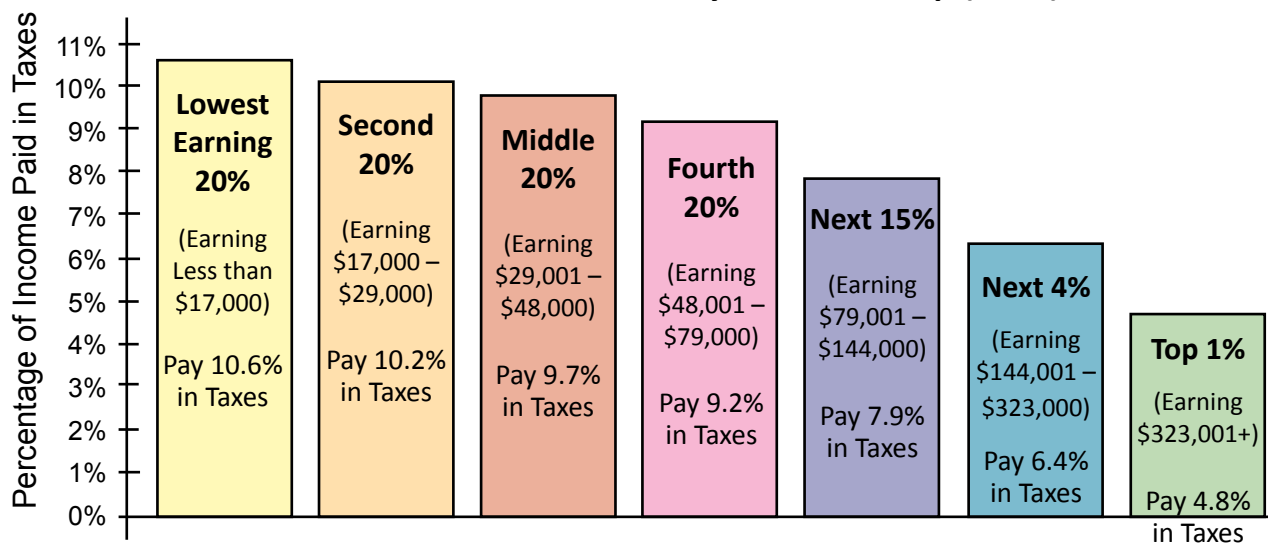 Percentage of Income Paid in Taxes
11%
10%
9%
8%
7%
6%
5%
4%
3%
2%
1%
0%
Lowest
Earning
20%
(Earning
Less than
$17,000)
Pay 10.6%
in Taxes
Second
20%
(Earning
$17,000 –
$29,000)
Pay 10.2%
in Taxes
Middle
20%
(Earning
$29,001 –
$48,000)
Pay 9.7%
in Taxes
Fourth
20%
(Earning
$48,001 –
$79,000)
Pay 9.2%
in Taxes
Next 15%
(Earning
$79,001 –
$144,000)
Pay 7.9%
in Taxes
Next 4%
(Earning
$144,001 –
$323,000)
Pay 6.4%
in Taxes
Top 1%
(Earning
$323,001+)
Pay 4.8%
in Taxes